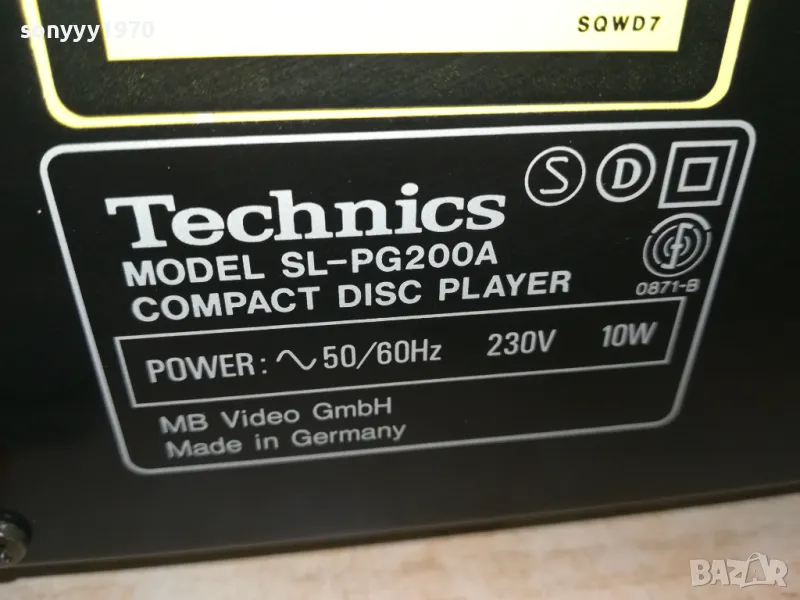 sonyyy1970
SQWD7
Technics
S D
MODEL SL-PG200A
COMPACT DISC PLAYER
0871-B
POWER: ∿ 50/60Hz 230V 10W
MB Video GmbH
Made in Germany
BAZAR